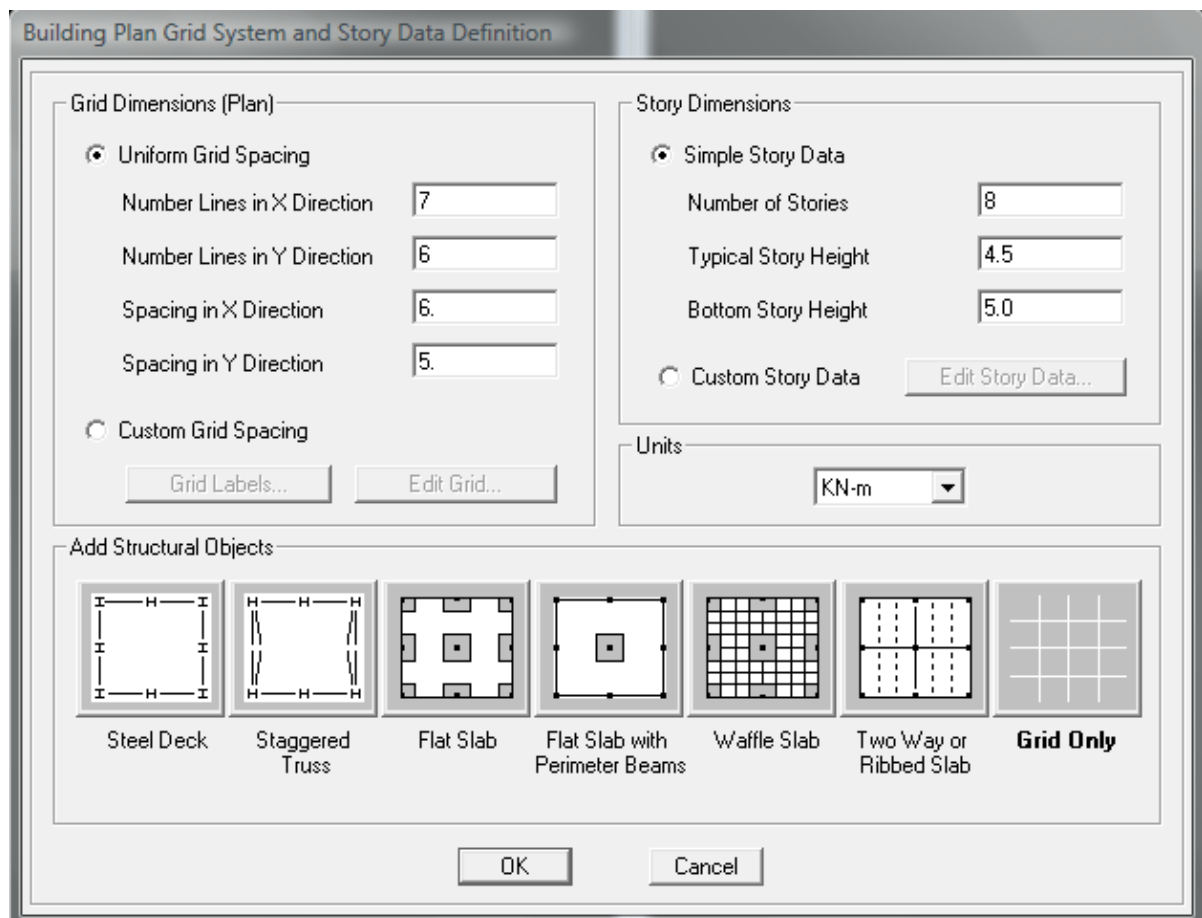 Building Plan Grid System and Story Data Definition
Grid Dimensions (Plan)
Uniform Grid Spacing
Number Lines in X Direction 7
Number Lines in Y Direction 6
Spacing in X Direction 6.
Spacing in Y Direction 5.
Custom Grid Spacing
Grid Labels... Edit Grid...
Story Dimensions
Simple Story Data
Number of Stories 8
Typical Story Height 4.5
Bottom Story Height 5.0
Custom Story Data Edit Story Data...
Units
KN-m
Add Structural Objects
Steel Deck
Staggered
Truss
Flat Slab
Flat Slab with
Perimeter Beams
Waffle Slab
Two Way or
Ribbed Slab
Grid Only
OK Cancel